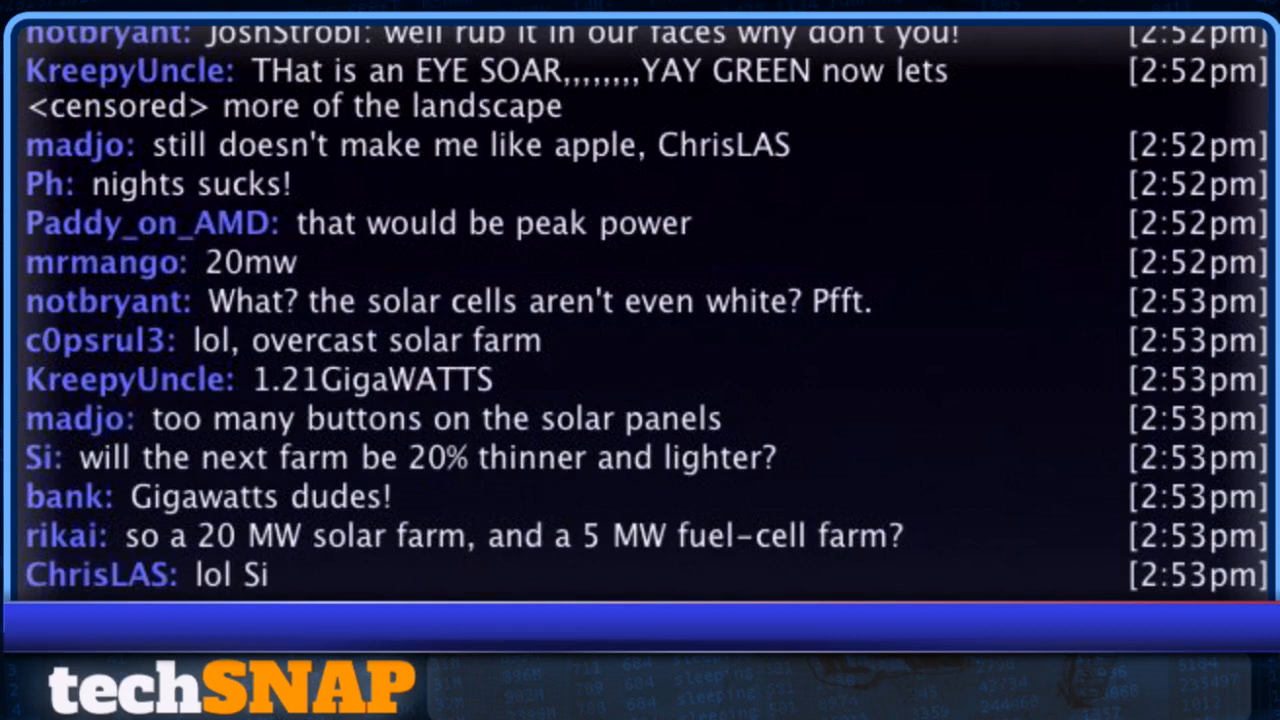 notbryant: JoshStrobl: well rub it in our faces why don't you! [2:52pm]
KreepyUncle: THat is an EYE SOAR,,,,,,,,YAY GREEN now lets [2:52pm]
<censored> more of the landscape
madjo: still doesn't make me like apple, ChrisLAS [2:52pm]
Ph: nights sucks! [2:52pm]
Paddy_on_AMD: that would be peak power [2:52pm]
mrmango: 20mw [2:52pm]
notbryant: What? the solar cells aren't even white? Pfft. [2:53pm]
c0psrul3: lol, overcast solar farm [2:53pm]
KreepyUncle: 1.21GigaWATTS [2:53pm]
madjo: too many buttons on the solar panels [2:53pm]
Si: will the next farm be 20% thinner and lighter? [2:53pm]
bank: Gigawatts dudes! [2:53pm]
rikai: so a 20 MW solar farm, and a 5 MW fuel-cell farm? [2:53pm]
ChrisLAS: lol Si [2:53pm]
techSNAP